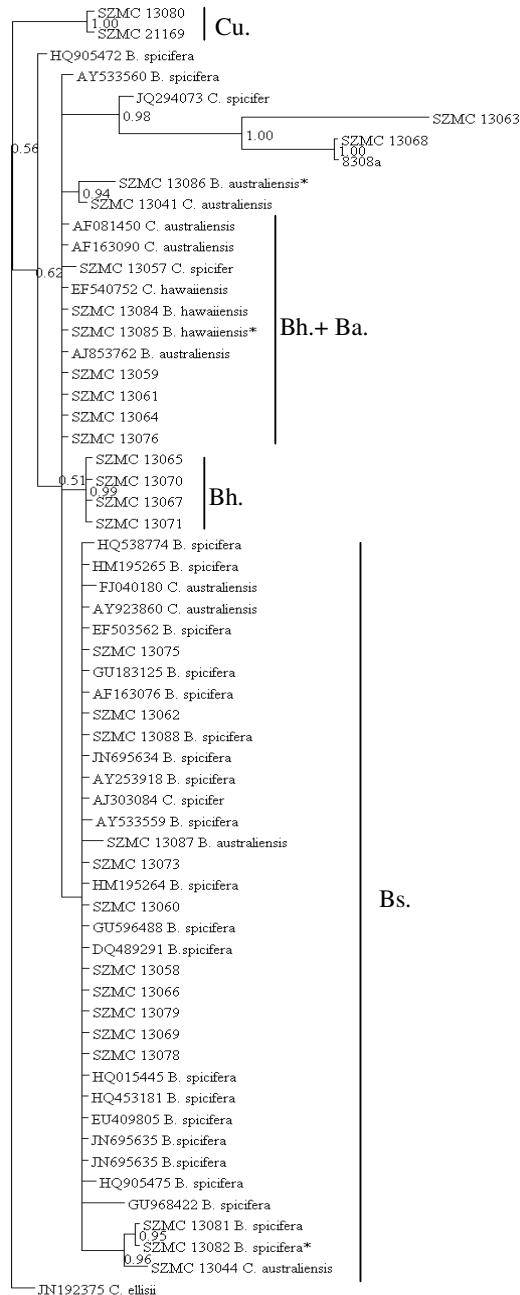 SZMC 13080
1.00
Cu.
SZMC 21169
HQ905472 B. spicifera
AY533560 B. spicifera
JQ294073 C. spicifer
0.98
SZMC 13063
1.00
SZMC 13068
0.56
1.00
8308a
SZMC 13086 B. australiensis*
0.94
SZMC 13041 C. australiensis
AF081450 C. australiensis
AF163090 C. australiensis
0.62
SZMC 13057 C. spicifer
EF540752 C. hawaiiensis
SZMC 13084 B. hawaiiensis
SZMC 13085 B. hawaiiensis*
Bh.+ Ba.
AJ853762 B. australiensis
SZMC 13059
SZMC 13061
SZMC 13064
SZMC 13076
SZMC 13065
0.51
SZMC 13070
0.99
Bh.
SZMC 13067
SZMC 13071
HQ538774 B. spicifera
HM195265 B. spicifera
FJ040180 C. australiensis
AY923860 C. australiensis
EF503562 B. spicifera
SZMC 13075
GU183125 B. spicifera
AF163076 B. spicifera
SZMC 13062
SZMC 13088 B. spicifera
JN695634 B. spicifera
AY253918 B. spicifera
AJ303084 C. spicifer
AY533559 B. spicifera
SZMC 13087 B. australiensis
SZMC 13073
HM195264 B. spicifera
Bs.
SZMC 13060
GU596488 B. spicifera
DQ489291 B.spicifera
SZMC 13058
SZMC 13066
SZMC 13079
SZMC 13069
SZMC 13078
HQ015445 B. spicifera
HQ453181 B. spicifera
EU409805 B. spicifera
JN695635 B.spicifera
JN695635 B.spicifera
HQ905475 B. spicifera
GU968422 B. spicifera
SZMC 13081 B. spicifera
0.95
SZMC 13082 B. spicifera*
0.96
SZMC 13044 C. australiensis
JN192375 C. ellisii